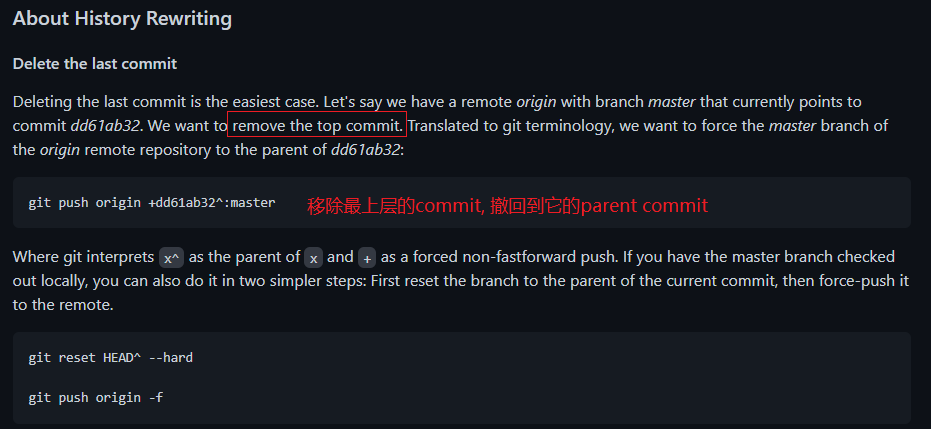 About History Rewriting
Delete the last commit
Deleting the last commit is the easiest case. Let's say we have a remote origin with branch master that currently points to
commit dd61ab32. We want to remove the top commit. Translated to git terminology, we want to force the master branch of
the origin remote repository to the parent of dd61ab32:
git push origin +dd61ab32^:master 移除最上层的commit, 撤回到它的parent commit
Where git interprets x^ as the parent of x and + as a forced non-fastforward push. If you have the master branch checked
out locally, you can also do it in two simpler steps: First reset the branch to the parent of the current commit, then force-push it
to the remote.
git reset HEAD^ --hard
git push origin -f